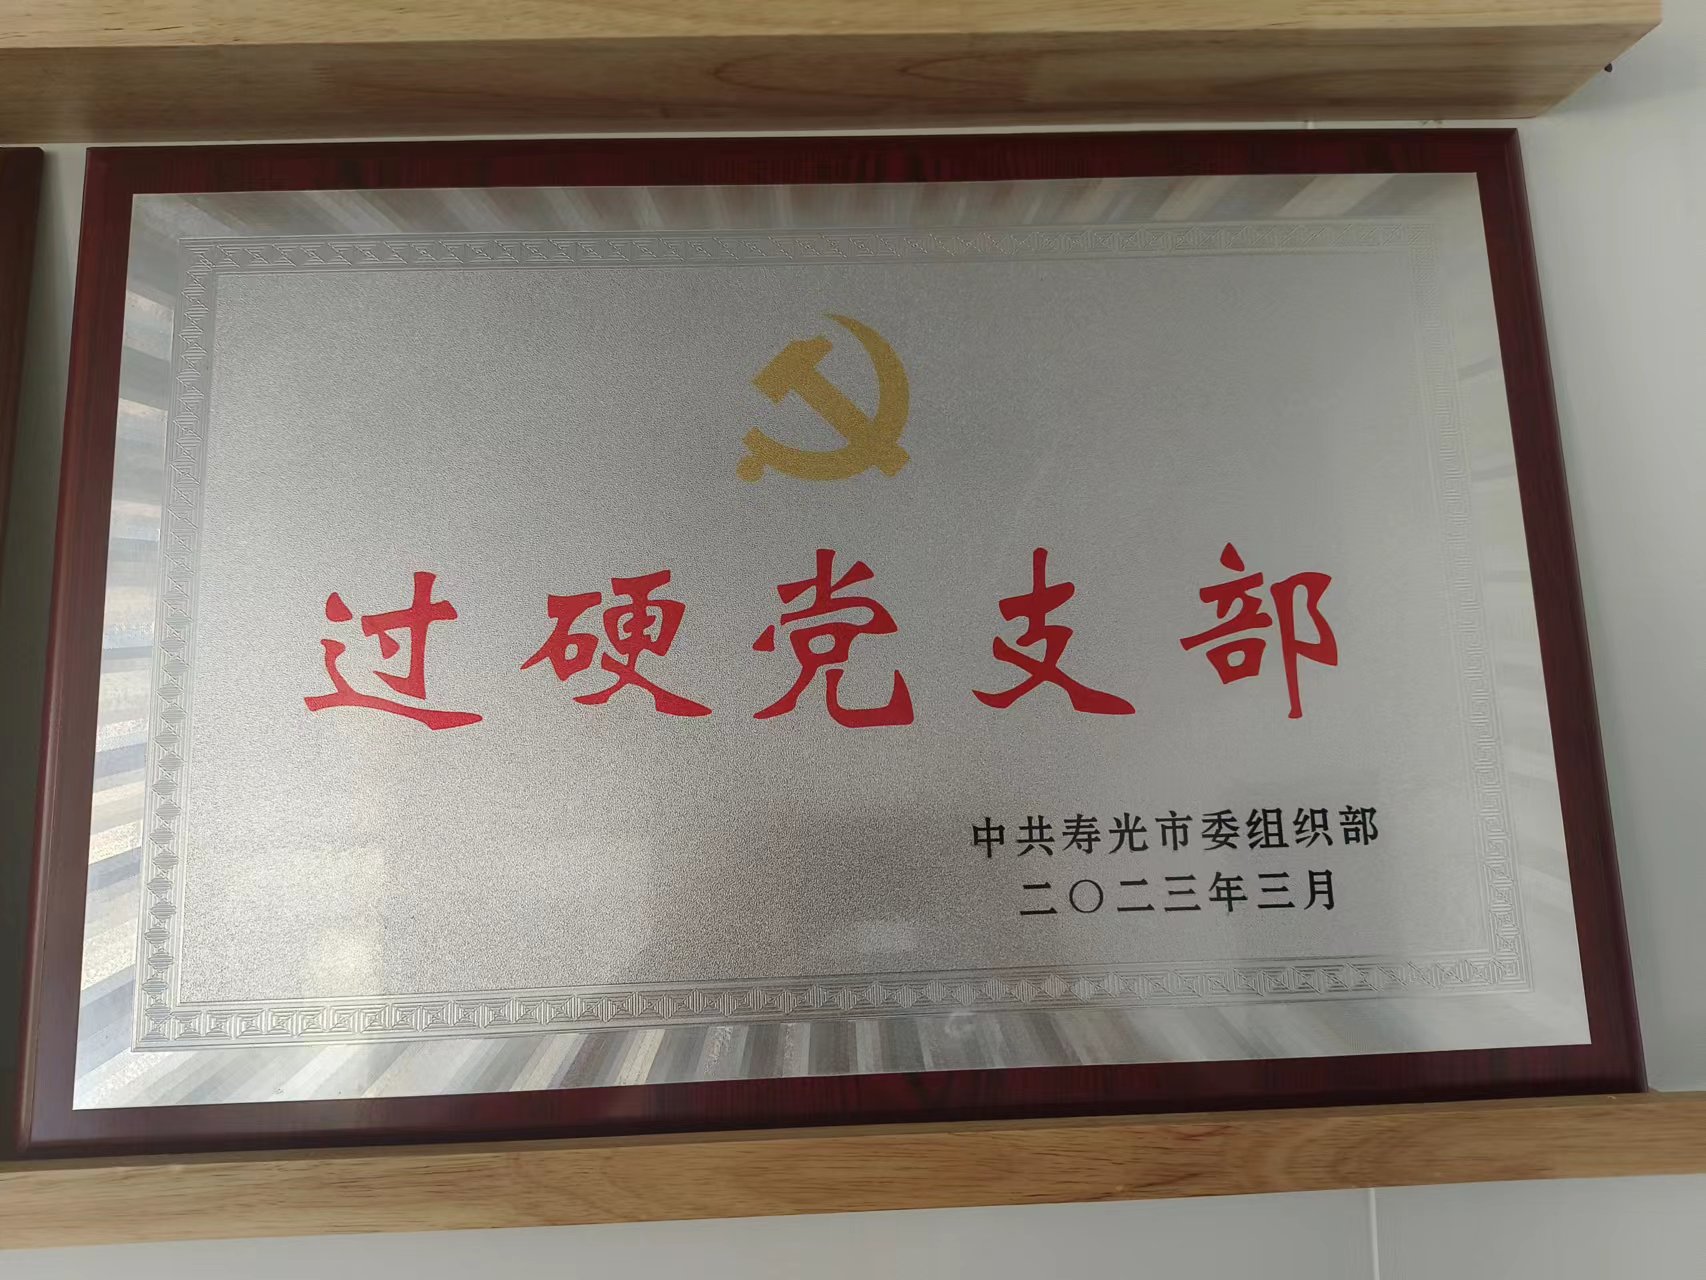 过硬党支部
中共寿光市委组织部
二〇二三年三月